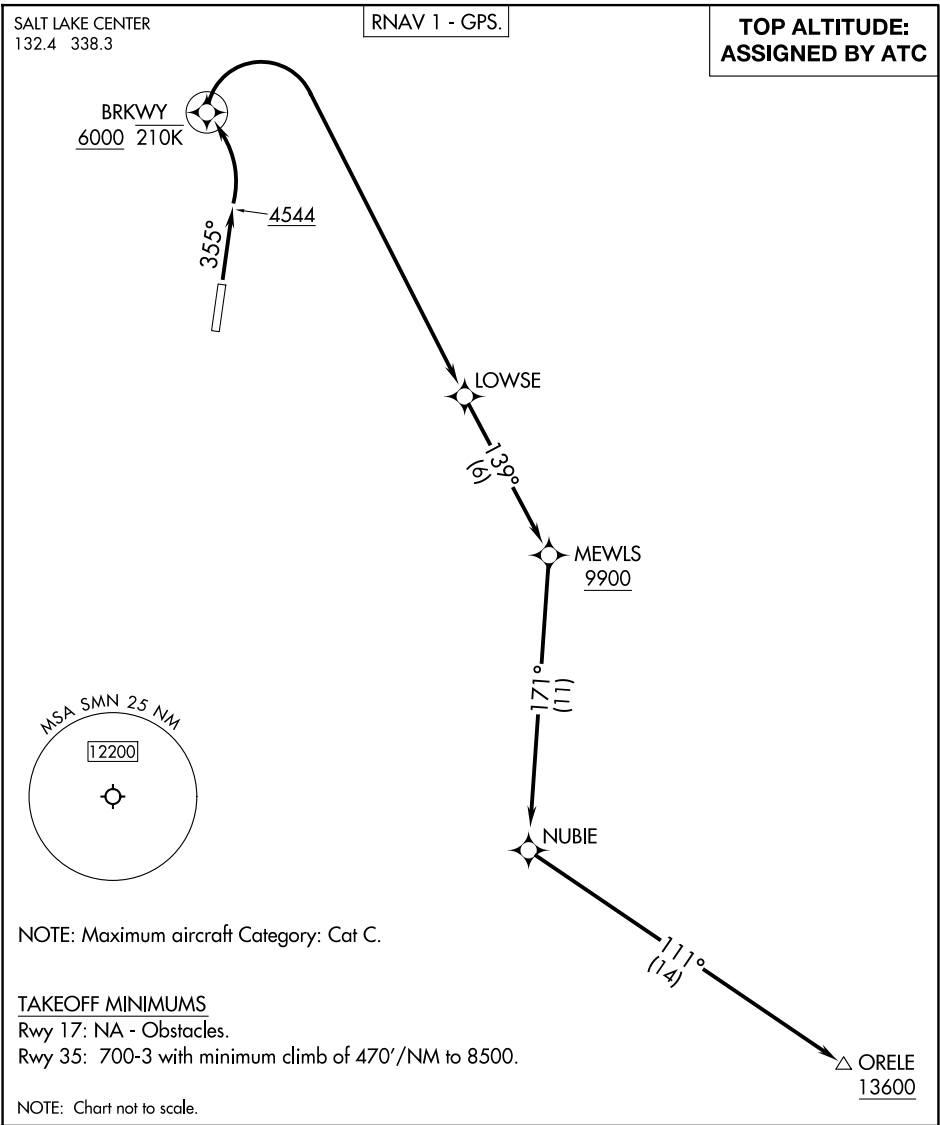 SALT LAKE CENTER
132.4 338.3
RNAV 1 - GPS.
TOP ALTITUDE:
ASSIGNED BY ATC
BRKWY
6000 210K
4544
355°
LOWSE
139°
(6)
MEWLS
9900
171°
(11)
MSA SMN 25 NM
12200
NUBIE
111°
(14)
ORELE
13600
NOTE: Maximum aircraft Category: Cat C.
TAKEOFF MINIMUMS
Rwy 17: NA - Obstacles.
Rwy 35: 700-3 with minimum climb of 470'/NM to 8500.
NOTE: Chart not to scale.